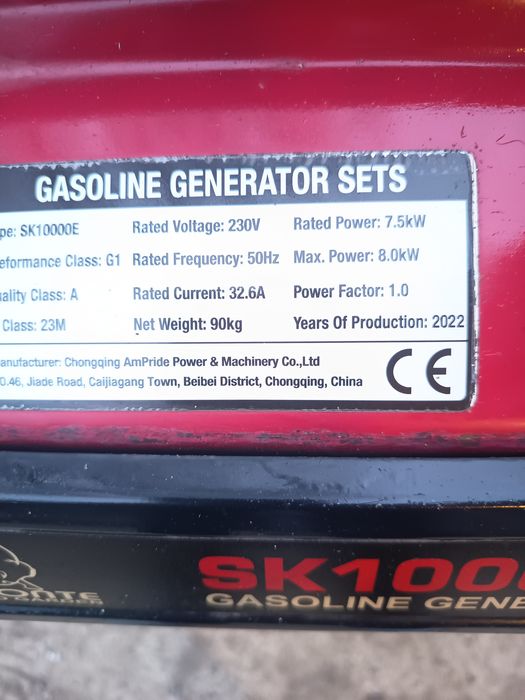 GASOLINE GENERATOR SETS
pe: SK10000E Rated Voltage: 230V Rated Power: 7.5kW
eformance Class: G1 Rated Frequency: 50Hz Max. Power: 8.0kW
ality Class: A Rated Current: 32.6A Power Factor: 1.0
Class: 23M Net Weight: 90kg Years Of Production: 2022
anufacturer: Chongqing AmPride Power & Machinery Co.,Ltd
O.46, Jiade Road, Caijiagang Town, Beibei District, Chongqing, China
CE
ONTE
SK1000
GASOLINE GENE